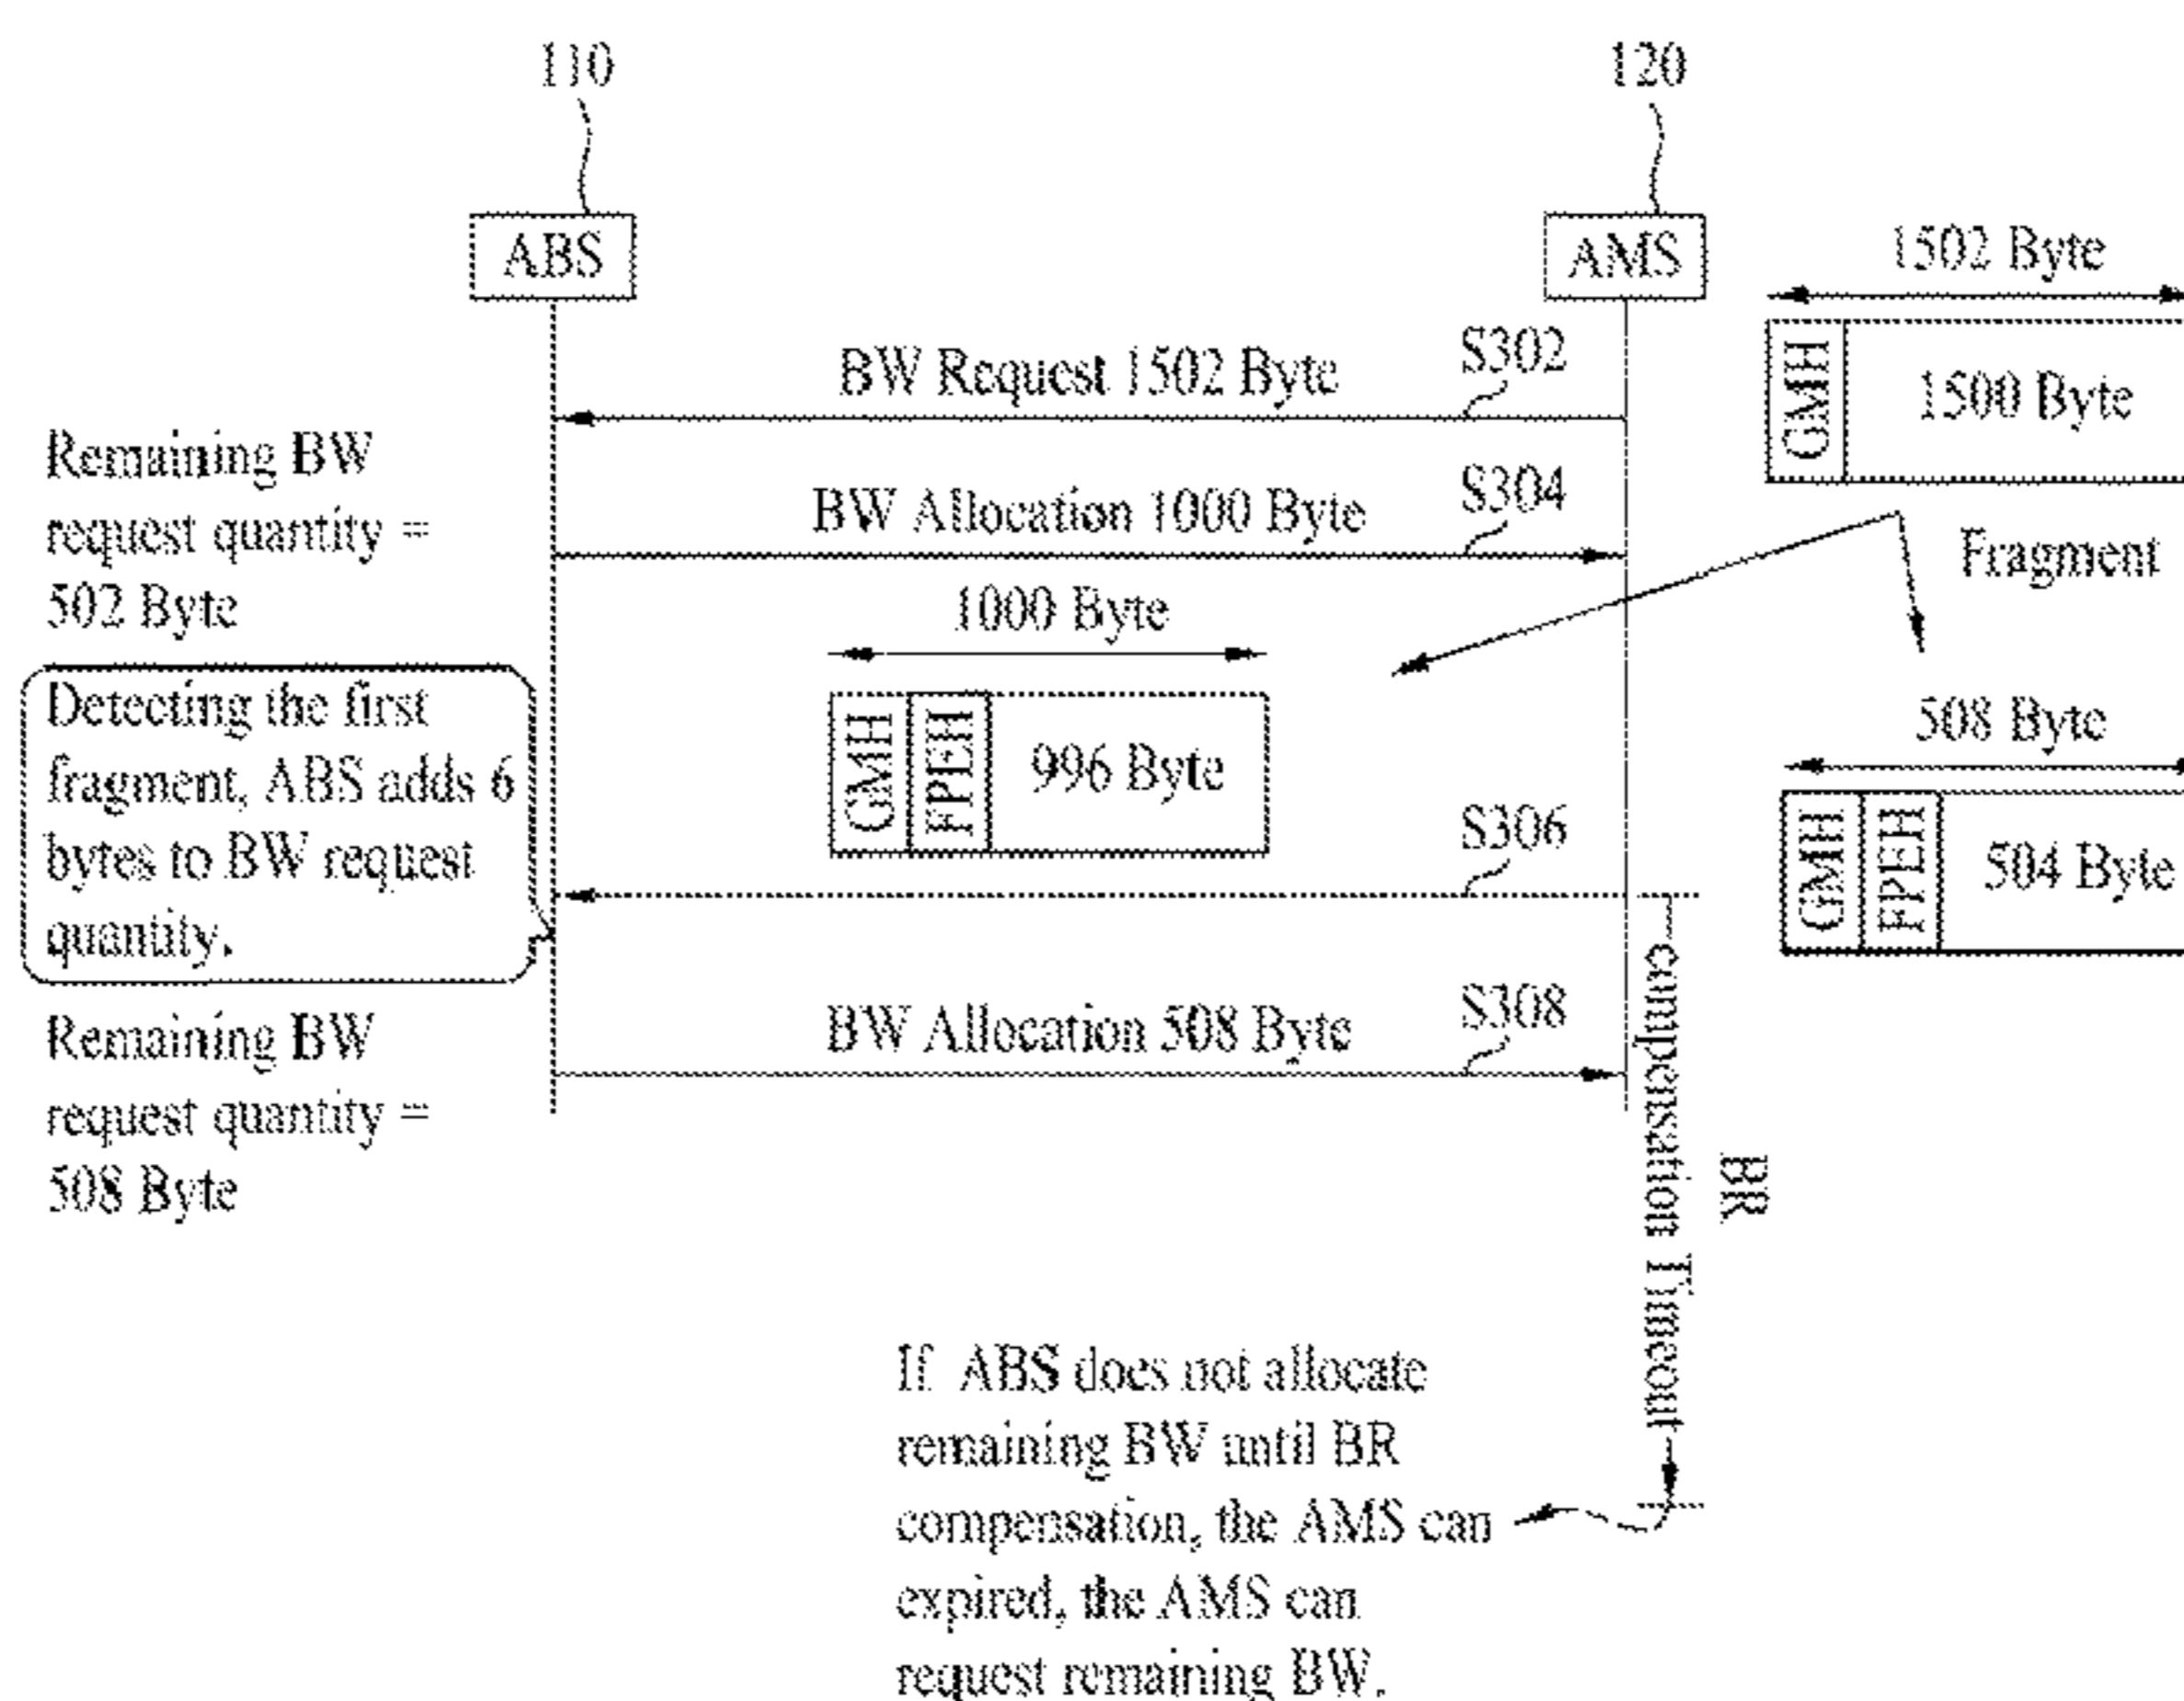 110
120
ABS
AMS
1502 Byte
S302
BW Request 1502 Byte
GMH
1500 Byte
Remaining BW
request quantity =
502 Byte
S304
BW Allocation 1000 Byte
Fragment
1000 Byte
GMH
FPEH
996 Byte
Detecting the first
fragment, ABS adds 6
bytes to BW request
quantity.
508 Byte
GMH
FPEH
504 Byte
S306
S308
BW Allocation 508 Byte
Remaining BW
request quantity =
508 Byte
BR
compensation Timeout
If ABS does not allocate
remaining BW until BR
compensation, the AMS can
expired, the AMS can
request remaining BW.